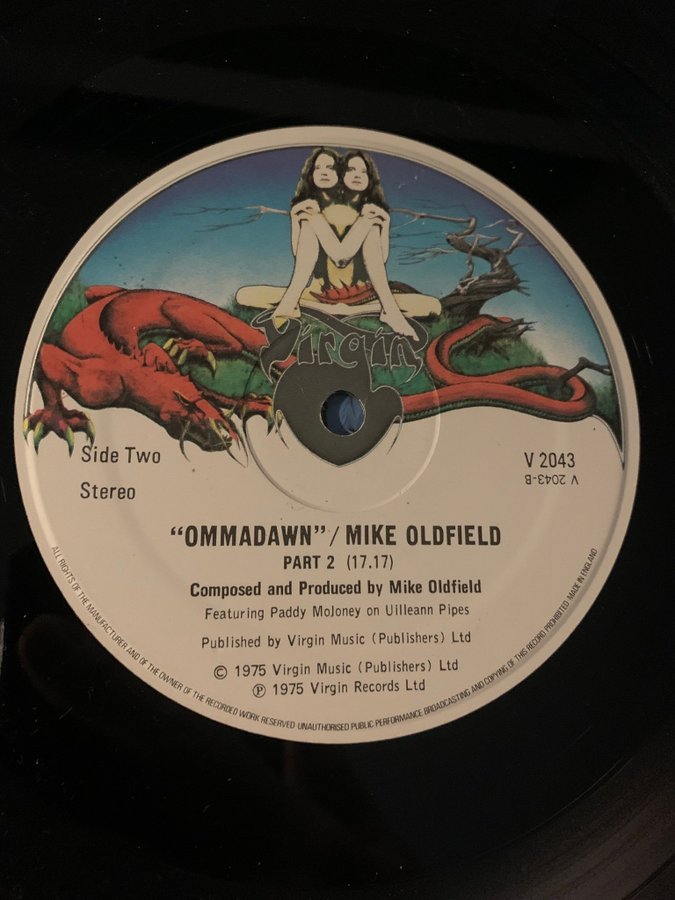 Virgin
Side Two
V 2043
V 2043-B
Stereo
“OMMADAWN”/ MIKE OLDFIELD
PART 2 (17.17)
Composed and Produced by Mike Oldfield
Featuring Paddy MoJoney on Uilleann Pipes
Published by Virgin Music (Publishers) Ltd
© 1975 Virgin Music (Publishers) Ltd
℗ 1975 Virgin Records Ltd
ALL RIGHTS OF THE MANUFACTURER AND OF THE OWNER OF THE RECORDED WORK RESERVED UNAUTHORISED PUBLIC PERFORMANCE BROADCASTING AND COPYING OF THIS RECORD PROHIBITED MADE IN ENGLAND